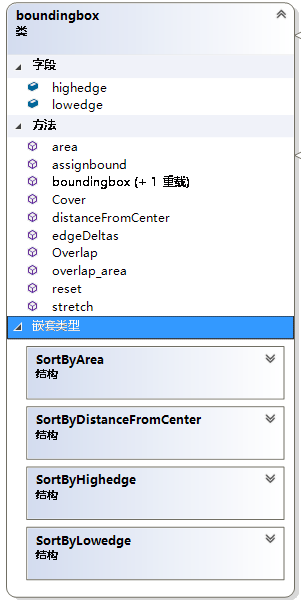 boundingbox
类
字段
highedge
lowedge
方法
area
assignbound
boundingbox (+ 1 重载)
Cover
distanceFromCenter
edgeDeltas
Overlap
overlap_area
reset
stretch
嵌套类型
SortByArea
结构
SortByDistanceFromCenter
结构
SortByHighedge
结构
SortByLowedge
结构